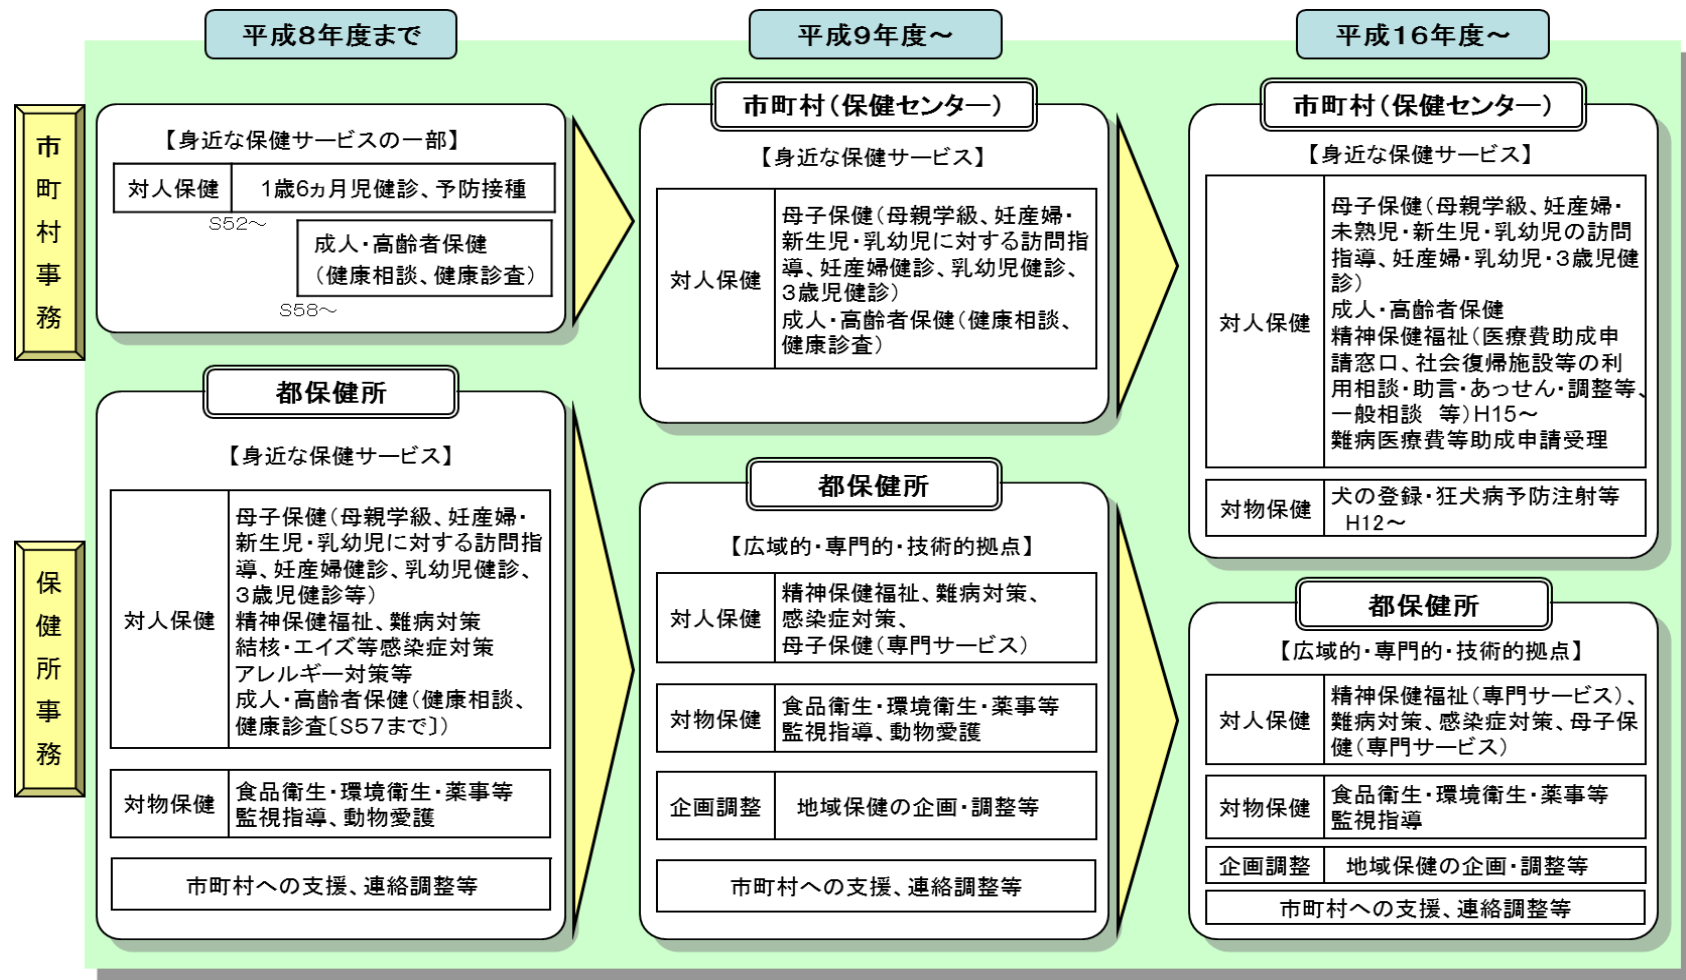 平成8年度まで
平成9年度～
平成16年度～
市町村事務
保健所事務
【身近な保健サービスの一部】
対人保健
1歳6ヵ月児健診、予防接種
S52～
成人・高齢者保健
（健康相談、健康診査）
S58～
都保健所
【身近な保健サービス】
対人保健
母子保健（母親学級、妊産婦・
新生児・乳幼児に対する訪問指
導、妊産婦健診、乳幼児健診、
3歳児健診等）
精神保健福祉、難病対策
結核・エイズ等感染症対策
アレルギー対策等
成人・高齢者保健（健康相談、
健康診査〔S57まで〕）
対物保健
食品衛生・環境衛生・薬事等
監視指導、動物愛護
市町村への支援、連絡調整等
市町村（保健センター）
【身近な保健サービス】
対人保健
母子保健（母親学級、妊産婦・
新生児・乳幼児に対する訪問指
導、妊産婦健診、乳幼児健診、
3歳児健診）
成人・高齢者保健（健康相談、
健康診査）
都保健所
【広域的・専門的・技術的拠点】
対人保健
精神保健福祉、難病対策、
感染症対策、
母子保健（専門サービス）
対物保健
食品衛生・環境衛生・薬事等
監視指導、動物愛護
企画調整
地域保健の企画・調整等
市町村への支援、連絡調整等
市町村（保健センター）
【身近な保健サービス】
対人保健
母子保健（母親学級、妊産婦・
未熟児・新生児・乳幼児の訪問
指導、妊産婦・乳幼児・3歳児健
診）
成人・高齢者保健
精神保健福祉（医療費助成申
請窓口、社会復帰施設等の利
用相談・助言・あっせん・調整等、
一般相談　等）H15～
難病医療費等助成申請受理
対物保健
犬の登録・狂犬病予防注射等
H12～
都保健所
【広域的・専門的・技術的拠点】
対人保健
精神保健福祉（専門サービス）、
難病対策、感染症対策、母子保
健（専門サービス）
対物保健
食品衛生・環境衛生・薬事等
監視指導
企画調整
地域保健の企画・調整等
市町村への支援、連絡調整等